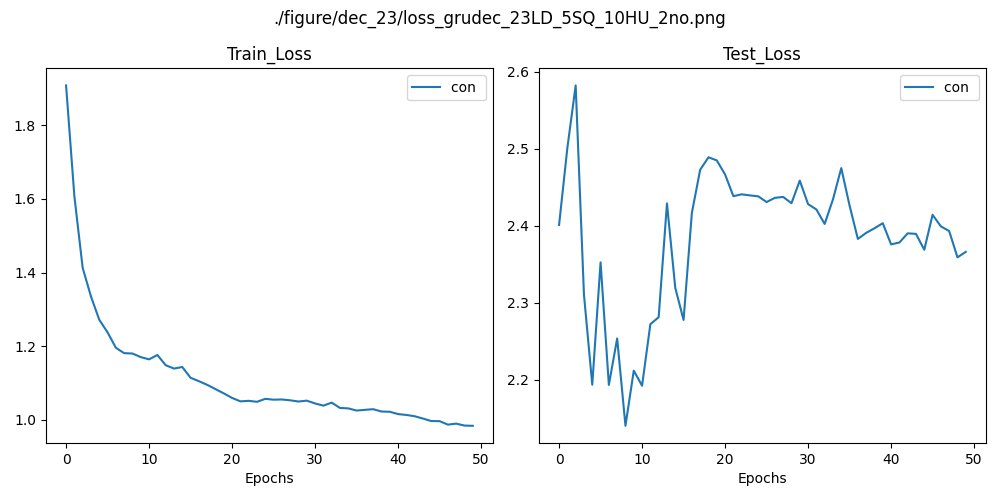 ./figure/dec_23/loss_grudec_23LD_5SQ_10HU_2no.png
Train_Loss
Test_Loss
con
con
1.8
1.6
1.4
1.2
1.0
2.6
2.5
2.4
2.3
2.2
0 10 20 30 40 50
0 10 20 30 40 50
Epochs
Epochs